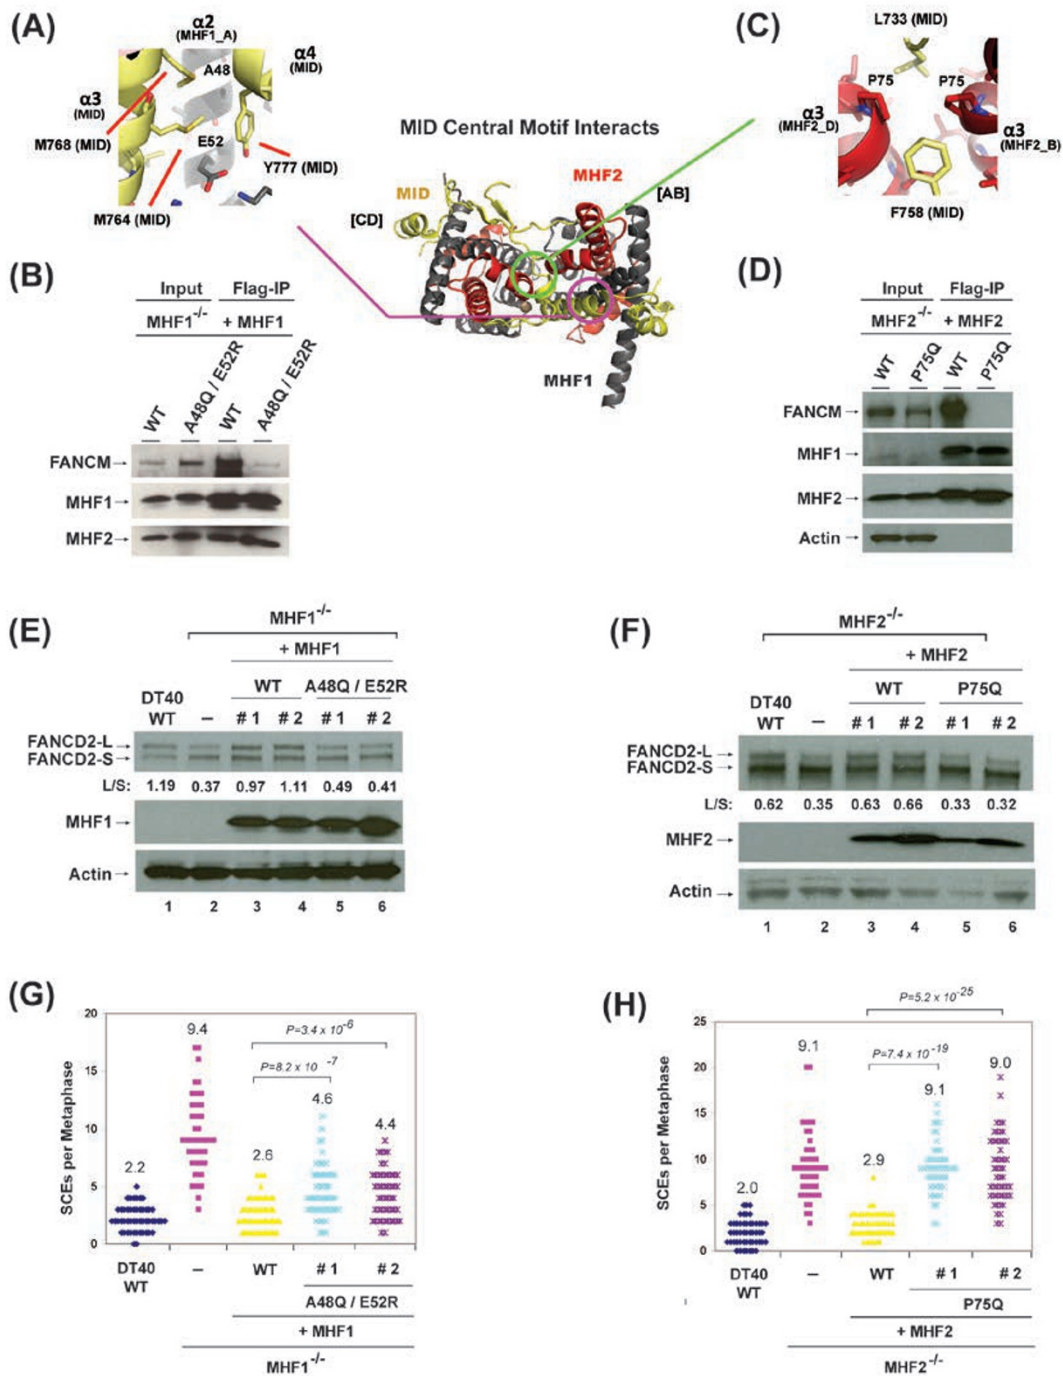 (A)
α2
(MHF1_A)
A48
α4
(MID)
α3
(MID)
M768 (MID)
E52
Y777 (MID)
M764 (MID)
MID Central Motif Interacts
MID
MHF2
[CD]
[AB]
MHF1
(C)
L733 (MID)
P75
P75
α3
(MHF2_D)
α3
(MHF2_B)
F758 (MID)
(B)
Input
Flag-IP
MHF1-/- + MHF1
WT
A48Q / E52R
WT
A48Q / E52R
FANCM
MHF1
MHF2
(D)
Input
Flag-IP
MHF2-/- + MHF2
WT
P75Q
WT
P75Q
FANCM
MHF1
MHF2
Actin
(E)
MHF1-/-
+ MHF1
WT
A48Q / E52R
DT40
WT
–
# 1
# 2
# 1
# 2
FANCD2-L
FANCD2-S
L/S: 1.19 0.37 0.97 1.11 0.49 0.41
MHF1
Actin
1 2 3 4 5 6
(F)
MHF2-/-
+ MHF2
WT
P75Q
DT40
WT
–
# 1
# 2
# 1
# 2
FANCD2-L
FANCD2-S
L/S: 0.62 0.35 0.63 0.66 0.33 0.32
MHF2
Actin
1 2 3 4 5 6
(G)
SCEs per Metaphase
20
15
10
5
0
2.2
9.4
2.6
4.6
4.4
P=3.4 x 10 -6
P=8.2 x 10 -7
DT40
WT
–
WT
# 1
# 2
A48Q / E52R
+ MHF1
MHF1-/-
(H)
SCEs per Metaphase
25
20
15
10
5
0
2.0
9.1
2.9
9.1
9.0
P=5.2 x 10 -25
P=7.4 x 10 -19
DT40
WT
–
WT
# 1
# 2
P75Q
+ MHF2
MHF2-/-